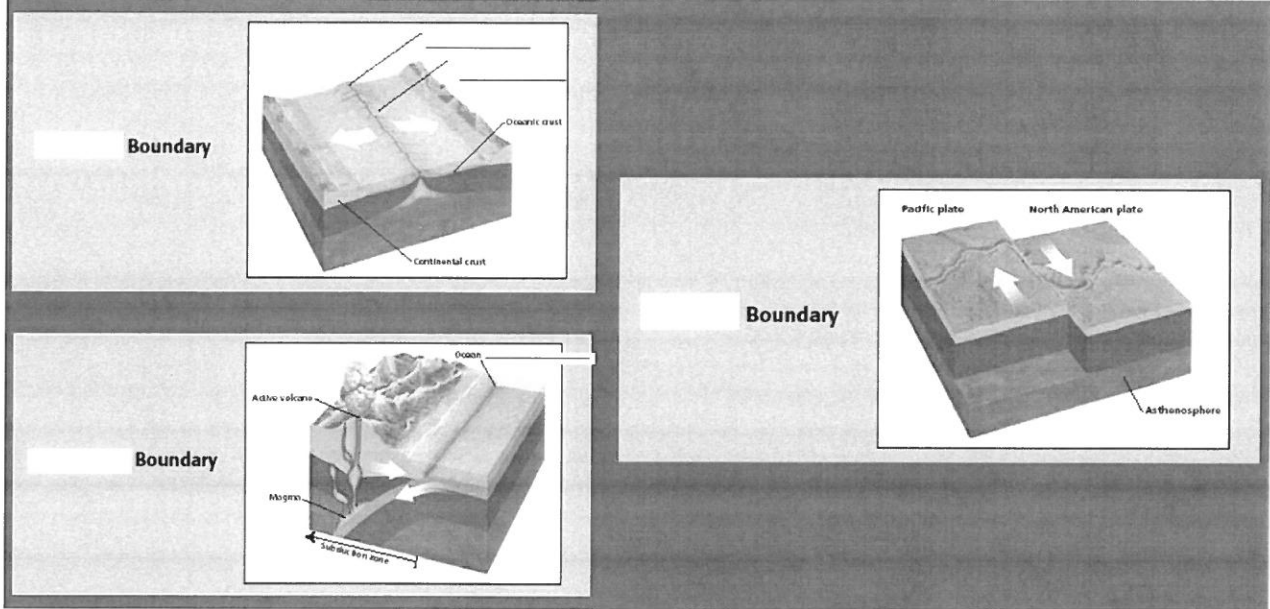 Boundary
Oceanic crust
Continental crust
Boundary
Ocean
Active volcano
Magma
Subduction zone
Boundary
Pacific plate
North American plate
Asthenosphere